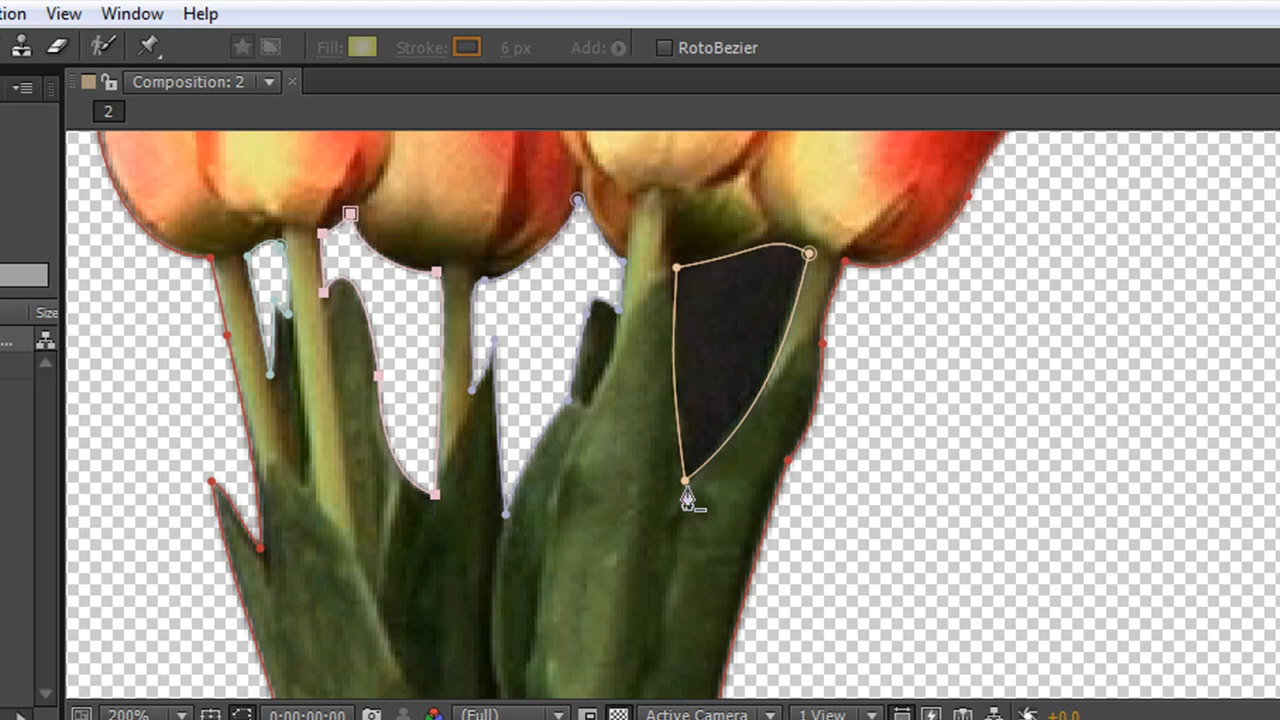 tion View Window Help
Fill: Stroke: 6 px Add: RotoBezier
Composition: 2
2
Size
...
200% 0:00:00:00 (Full) Active Camera 1 View +0.0